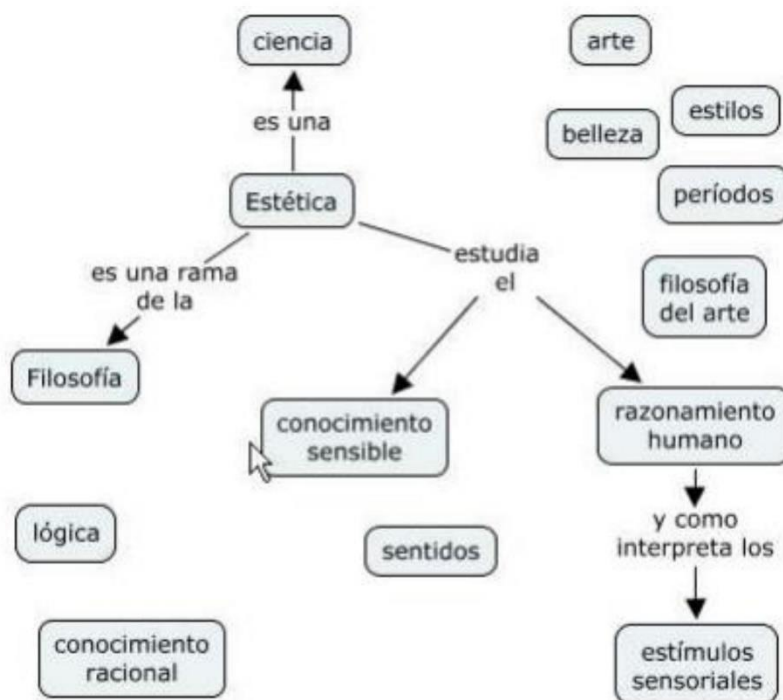 ciencia
arte
es una
estilos
belleza
Estética
períodos
es una rama
de la
estudia
el
filosofía
del arte
Filosofía
conocimiento
sensible
razonamiento
humano
lógica
sentidos
y como
interpreta los
conocimiento
racional
estímulos
sensoriales